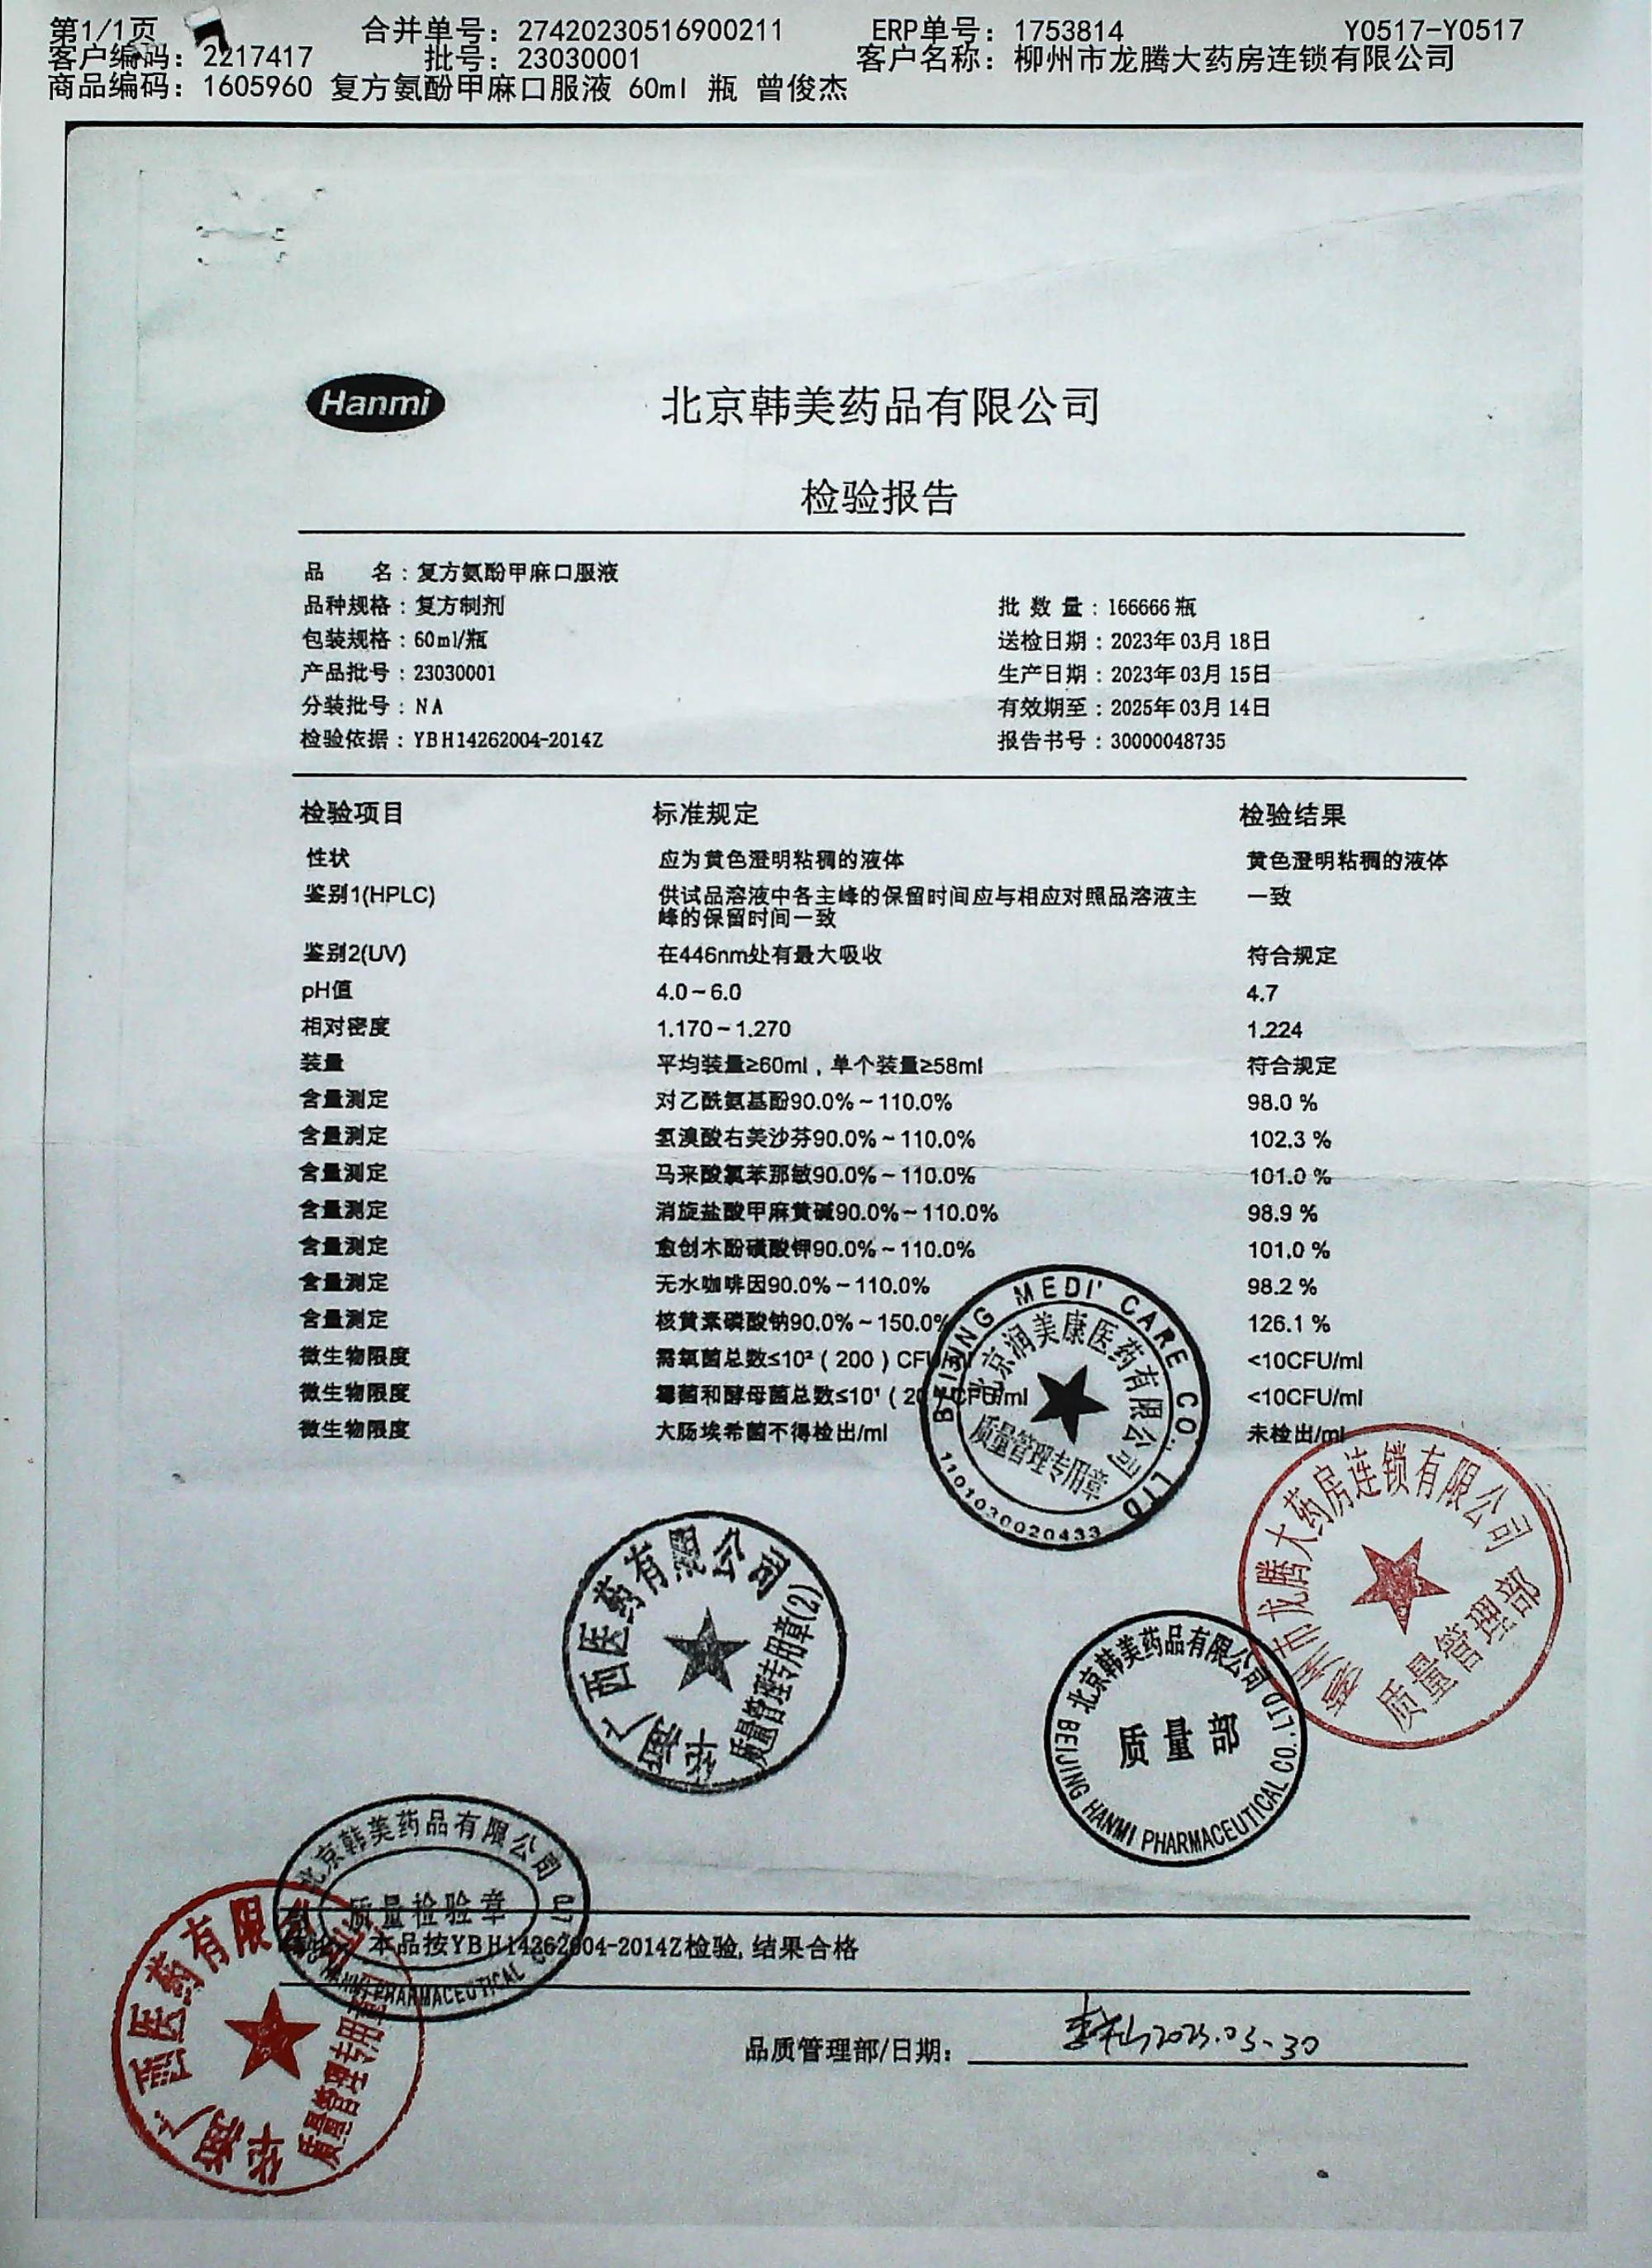 第1/1页 合并单号：27420230516900211 ERP单号：1753814 Y0517-Y0517
客户编码：2217417 批号：23030001 客户名称：柳州市龙腾大药房连锁有限公司
商品编码：1605960 复方氨酚甲麻口服液 60ml 瓶 曾俊杰
Hanmi 北京韩美药品有限公司
检验报告
品 名：复方氨酚甲麻口服液
品种规格：复方制剂 批数量：166666瓶
包装规格：60ml/瓶 送检日期：2023年03月18日
产品批号：23030001 生产日期：2023年03月15日
分装批号：NA 有效期至：2025年03月14日
检验依据：YBH14262004-2014Z 报告书号：30000048735
检验项目 标准规定 检验结果
性状 应为黄色澄明粘稠的液体 黄色澄明粘稠的液体
鉴别1(HPLC) 供试品溶液中各主峰的保留时间应与相应对照品溶液主 一致
峰的保留时间一致
鉴别2(UV) 在446nm处有最大吸收 符合规定
pH值 4.0~6.0 4.7
相对密度 1.170~1.270 1.224
装量 平均装量≥60ml，单个装量≥58ml 符合规定
含量测定 对乙酰氨基酚90.0%~110.0% 98.0 %
含量测定 氢溴酸右美沙芬90.0%~110.0% 102.3 %
含量测定 马来酸氯苯那敏90.0%~110.0% 101.0 %
含量测定 消旋盐酸甲麻黄碱90.0%~110.0% 98.9 %
含量测定 愈创木酚磺酸钾90.0%~110.0% 101.0 %
含量测定 无水咖啡因90.0%~110.0% 98.2 %
含量测定 核黄素磷酸钠90.0%~150.0% 126.1 %
微生物限度 需氧菌总数≤10²（200）CFU/ml <10CFU/ml
微生物限度 霉菌和酵母菌总数≤10¹（20）CFU/ml <10CFU/ml
微生物限度 大肠埃希菌不得检出/ml 未检出/ml
BEIJING MEDI' CARE CO., LTD
北京润美康医药有限公司
质量管理专用章
1101030020433
柳州市龙腾大药房连锁有限公司
质量管理部
华润广西医药有限公司
质量管理专用章(2)
北京韩美药品有限公司
质量部
BEIJING HANMI PHARMACEUTICAL CO.,LTD
北京韩美药品有限公司
质量检验章
HANMI PHARMACEUTICAL
本品按YBH14262004-2014Z检验,结果合格
华润广西医药有限公司
质量管理专用章
品质管理部/日期： 2023.03.30